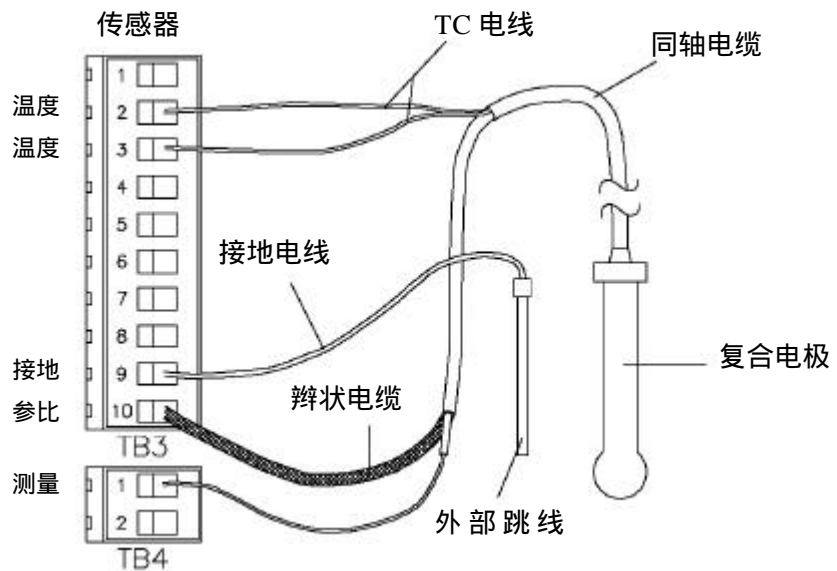 传感器
TC 电线
同轴电缆
1
温度 2
温度 3
4
5
6
接地电线
7
8
接地 9
复合电极
参比 10
辫状电缆
TB3
测量 1
外部跳线
2
TB4